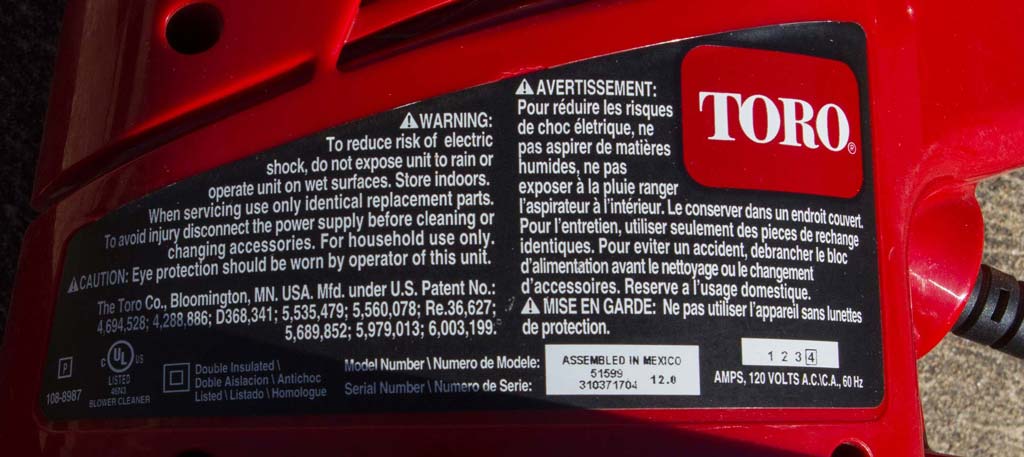 ⚠WARNING:
To reduce risk of electric
shock, do not expose unit to rain or
operate unit on wet surfaces. Store indoors.
When servicing use only identical replacement parts.
To avoid injury disconnect the power supply before cleaning or
changing accessories. For household use only.
⚠CAUTION: Eye protection should be worn by operator of this unit.
The Toro Co., Bloomington, MN. USA. Mfd. under U.S. Patent No.:
4,694,528; 4,288,886; D368,341; 5,535,479; 5,560,078; Re.36,627;
5,689,852; 5,979,013; 6,003,199.
⚠AVERTISSEMENT:
Pour réduire les risques
de choc életrique, ne
pas aspirer de matières
humides, ne pas
exposer à la pluie ranger
l'aspirateur à l'intérieur. Le conserver dans un endroit couvert.
Pour l'entretien, utiliser seulement des pieces de rechange
identiques. Pour eviter un accident, debrancher le bloc
d'alimentation avant le nettoyage ou le changement
d'accessoires. Reserve a l'usage domestique.
⚠ MISE EN GARDE: Ne pas utiliser l'appareil sans lunettes
de protection.
TORO®
P
108-8987
C UL US
LISTED
46N3
BLOWER CLEANER
Double Insulated \
Doble Aislacion \ Antichoc
Listed \ Listado \ Homologue
Model Number \ Numero de Modele:
Serial Number \ Numero de Serie:
ASSEMBLED IN MEXICO
51599
310371704 12.0
1 2 3 4
AMPS, 120 VOLTS A.C.\C.A., 60 Hz